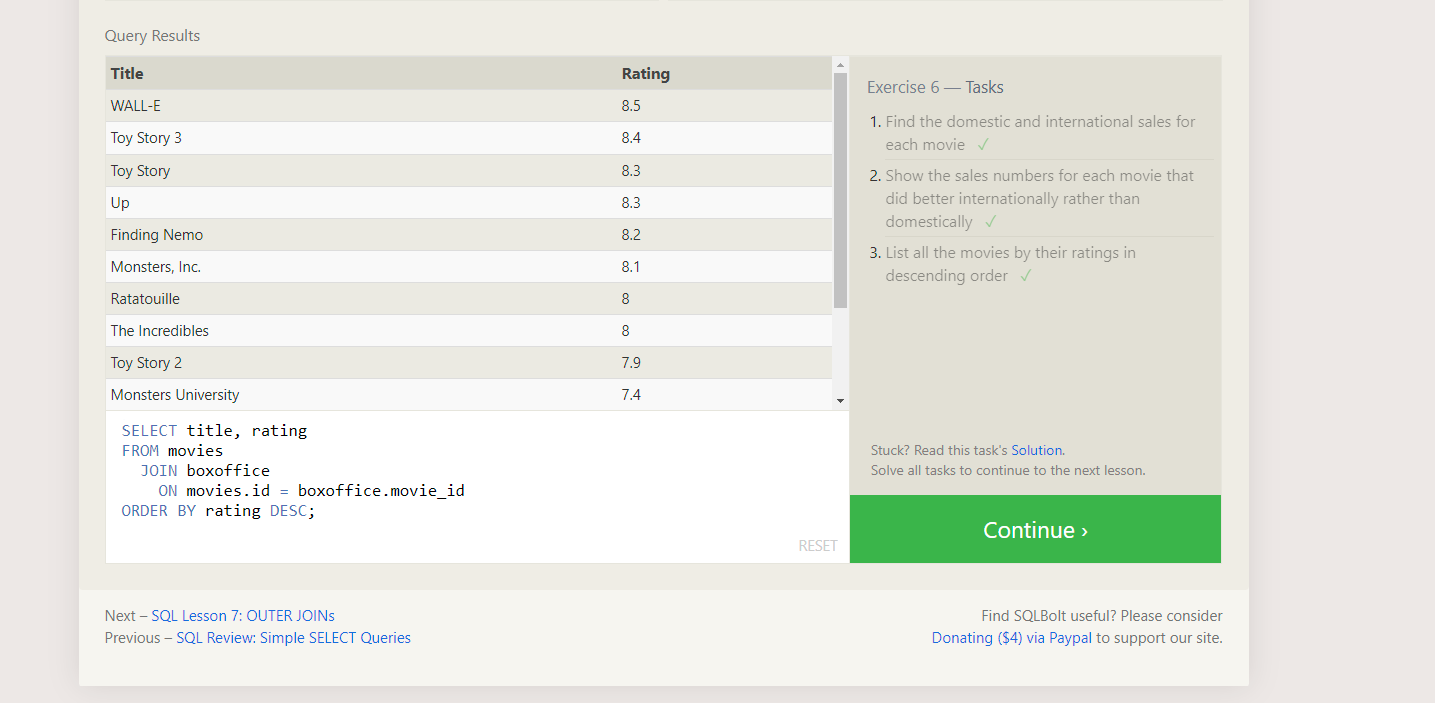 Query Results
Title Rating
WALL-E 8.5
Toy Story 3 8.4
Toy Story 8.3
Up 8.3
Finding Nemo 8.2
Monsters, Inc. 8.1
Ratatouille 8
The Incredibles 8
Toy Story 2 7.9
Monsters University 7.4
SELECT title, rating
FROM movies
  JOIN boxoffice
    ON movies.id = boxoffice.movie_id
ORDER BY rating DESC;
RESET
Exercise 6 — Tasks
1. Find the domestic and international sales for
each movie ✓
2. Show the sales numbers for each movie that
did better internationally rather than
domestically ✓
3. List all the movies by their ratings in
descending order ✓
Stuck? Read this task's Solution.
Solve all tasks to continue to the next lesson.
Continue ›
Next – SQL Lesson 7: OUTER JOINs
Previous – SQL Review: Simple SELECT Queries
Find SQLBolt useful? Please consider
Donating ($4) via Paypal to support our site.